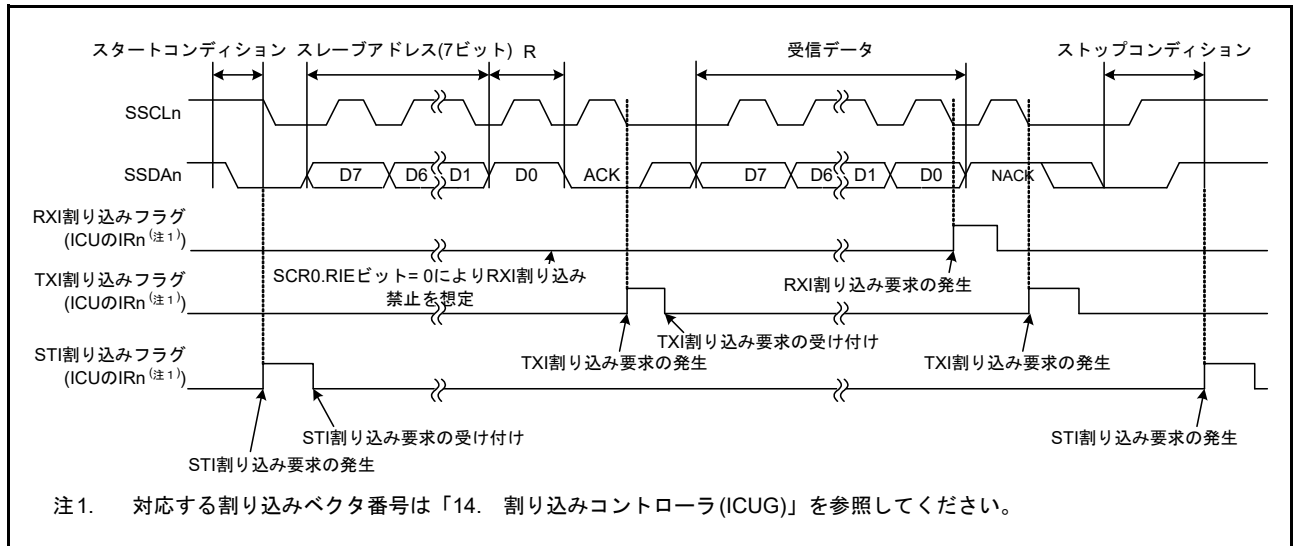 スタートコンディション スレーブアドレス(7ビット) R 受信データ ストップコンディション
SSCLn
SSDAn D7 D6 D1 D0 ACK D7 D6 D1 D0 NACK
RXI割り込みフラグ
(ICUのIRn(注1))
SCR0.RIEビット= 0によりRXI割り込み
禁止を想定
RXI割り込み要求の発生
TXI割り込みフラグ
(ICUのIRn(注1))
TXI割り込み要求の受け付け
TXI割り込み要求の発生 TXI割り込み要求の発生
STI割り込みフラグ
(ICUのIRn(注1))
STI割り込み要求の受け付け
STI割り込み要求の発生 STI割り込み要求の発生
注1. 対応する割り込みベクタ番号は「14. 割り込みコントローラ(ICUG)」を参照してください。